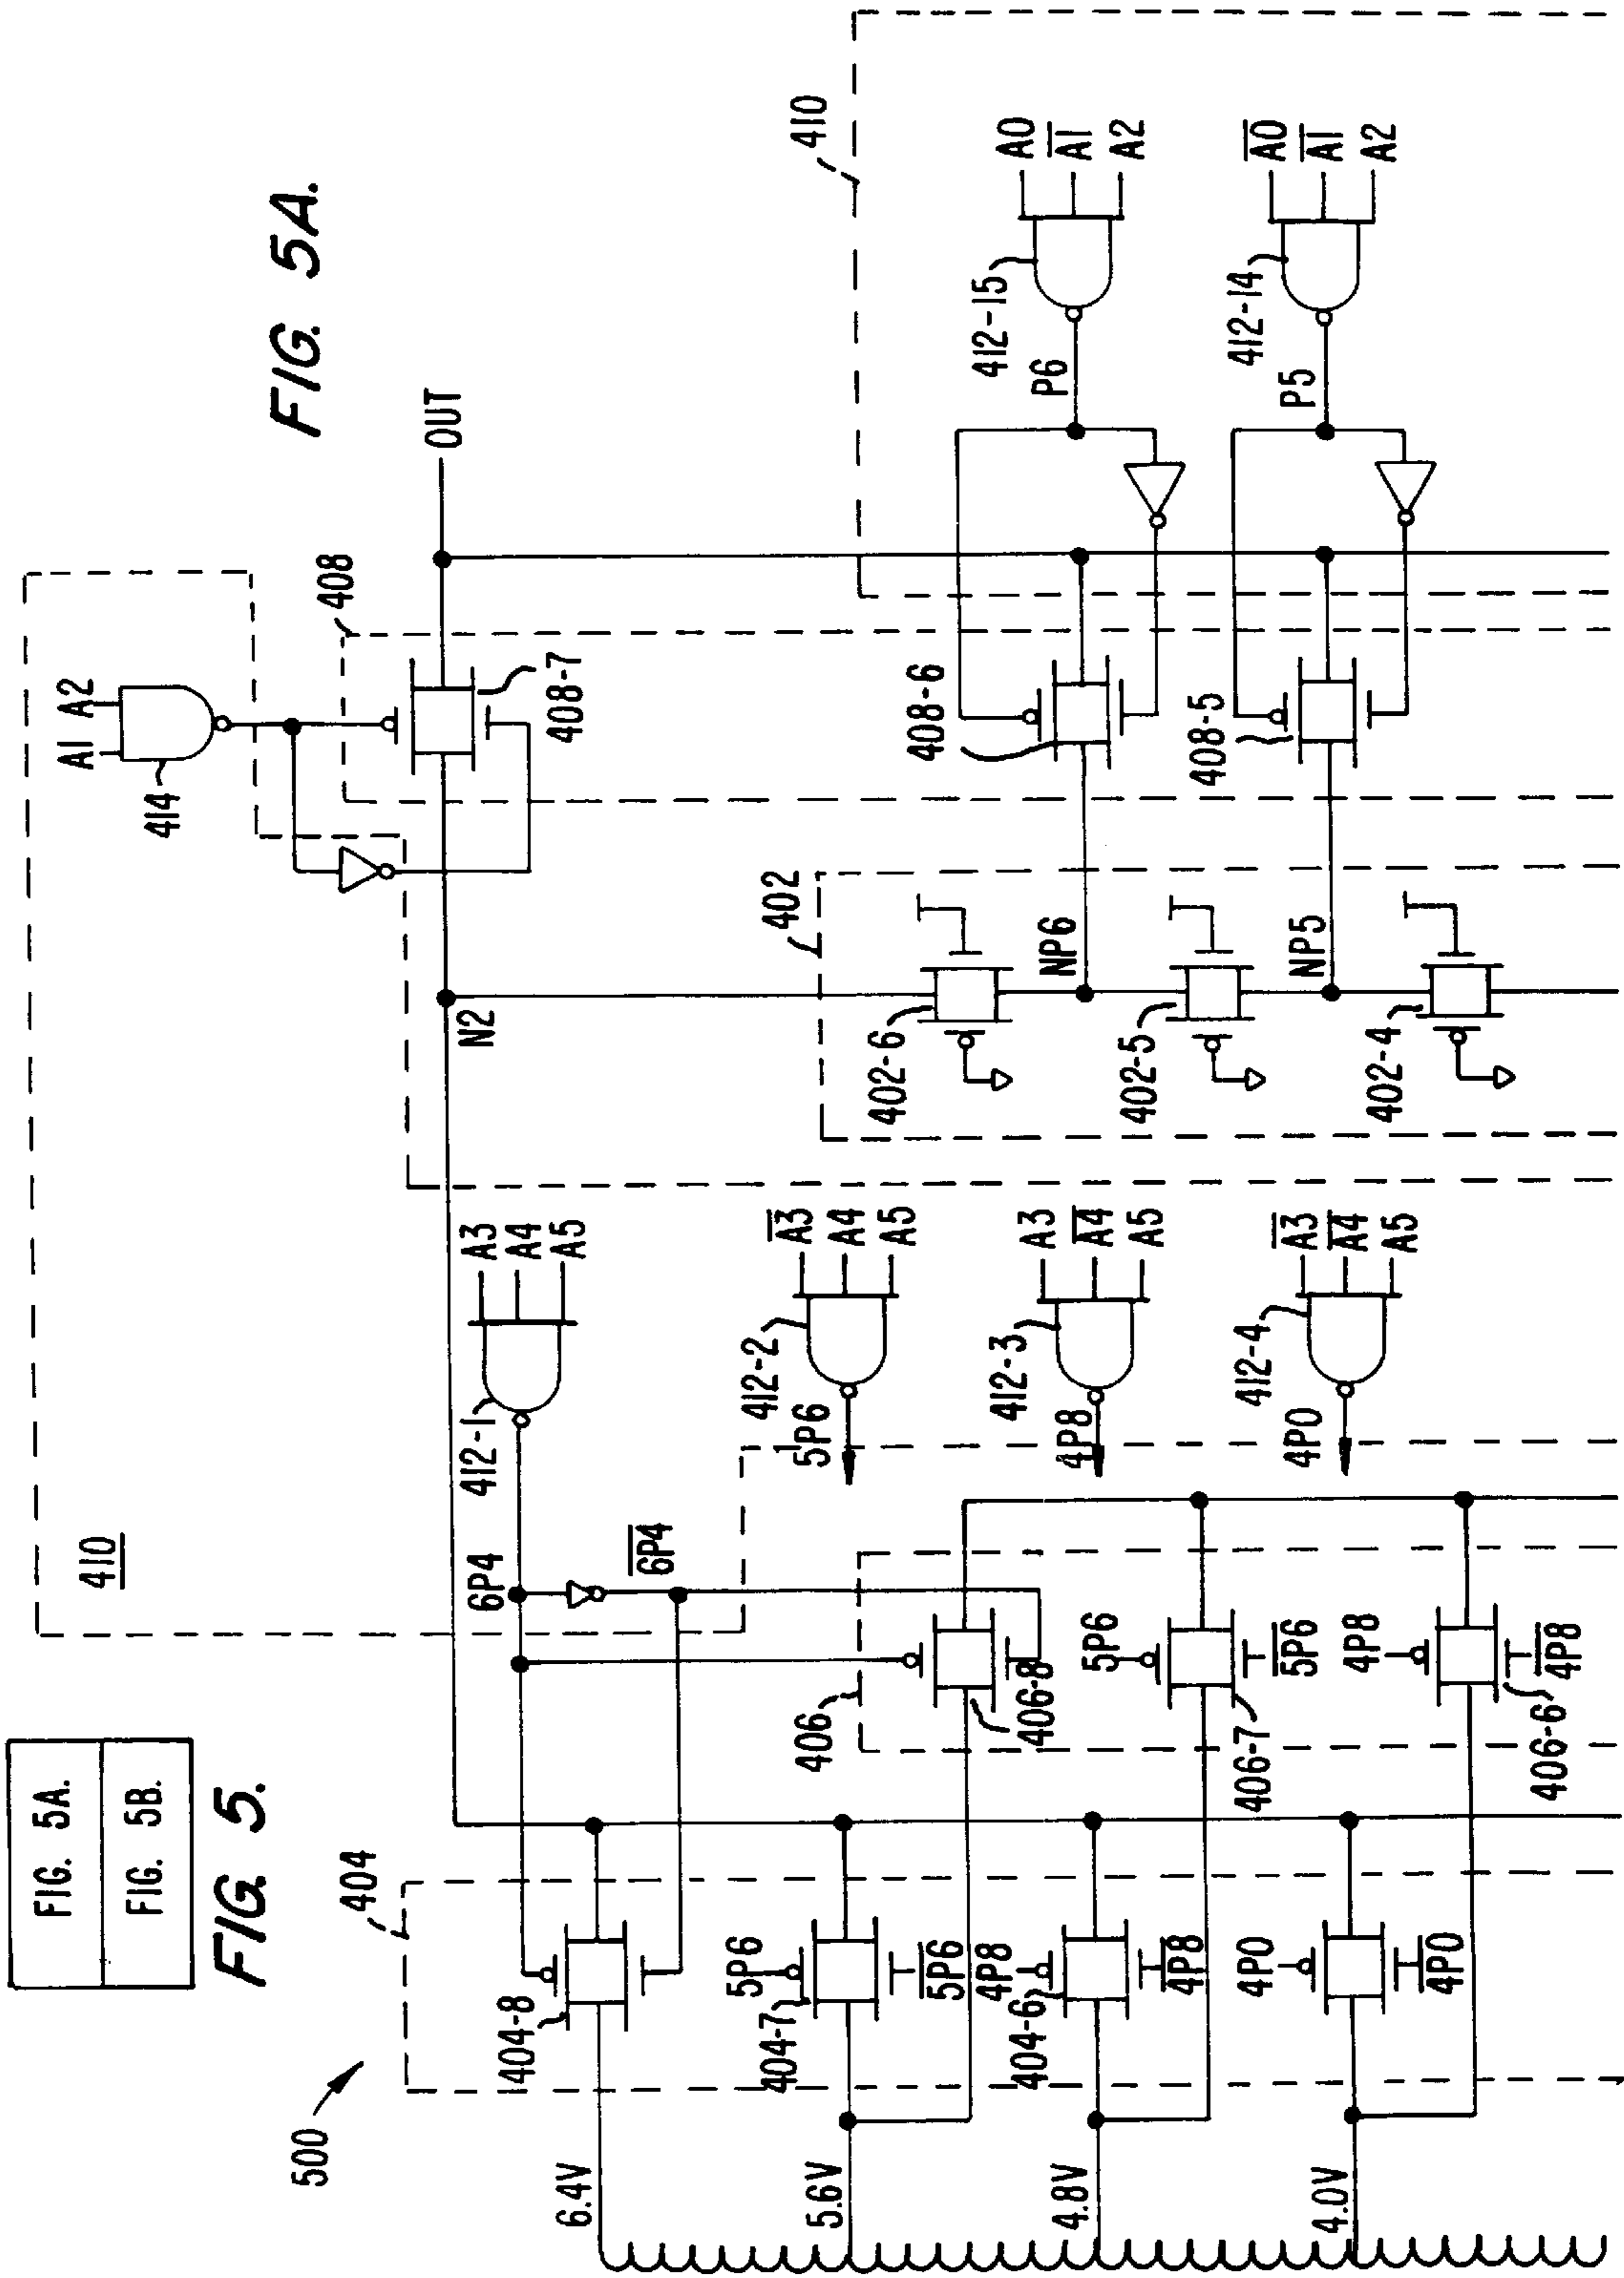 FIG. 5A.
FIG. 5B.
FIG. 5.
FIG. 5A.
500
410
A1 A2
414
408
OUT
408-7
N2
6P4
412-1
A3
A4
A5
6P4
404
404-8
6.4V
5P6
404-7
5P6
5.6V
4P8
404-6
4P8
4.8V
4P0
4P0
4.0V
406
406-8
5P6
406-7
5P6
4P8
406-6
4P8
412-2
5P6
A3
A4
A5
412-3
4P8
A3
A4
A5
412-4
4P0
A3
A4
A5
402
402-6
NP6
402-5
NP5
402-4
408-6
408-5
410
412-15
P6
A0
A1
A2
412-14
P5
A0
A1
A2